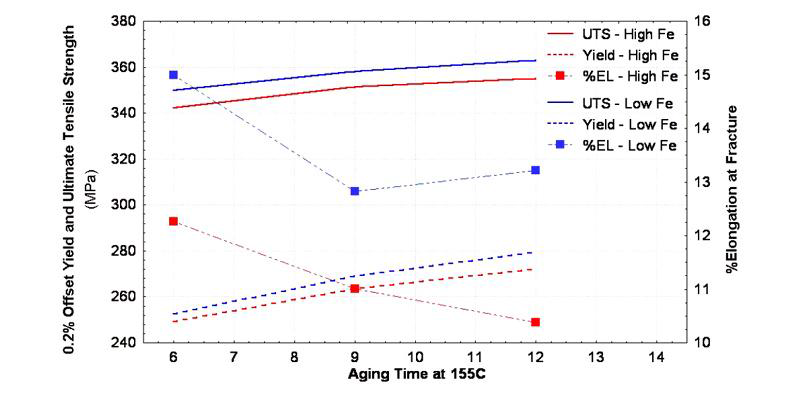 0.2% Offset Yield and Ultimate Tensile Strength
(MPa)
380
360
340
320
300
280
260
240
UTS - High Fe
Yield - High Fe
%EL - High Fe
UTS - Low Fe
Yield - Low Fe
%EL - Low Fe
16
15
14
13
12
11
10
%Elongation at Fracture
6 7 8 9 10 11 12 13 14
Aging Time at 155C